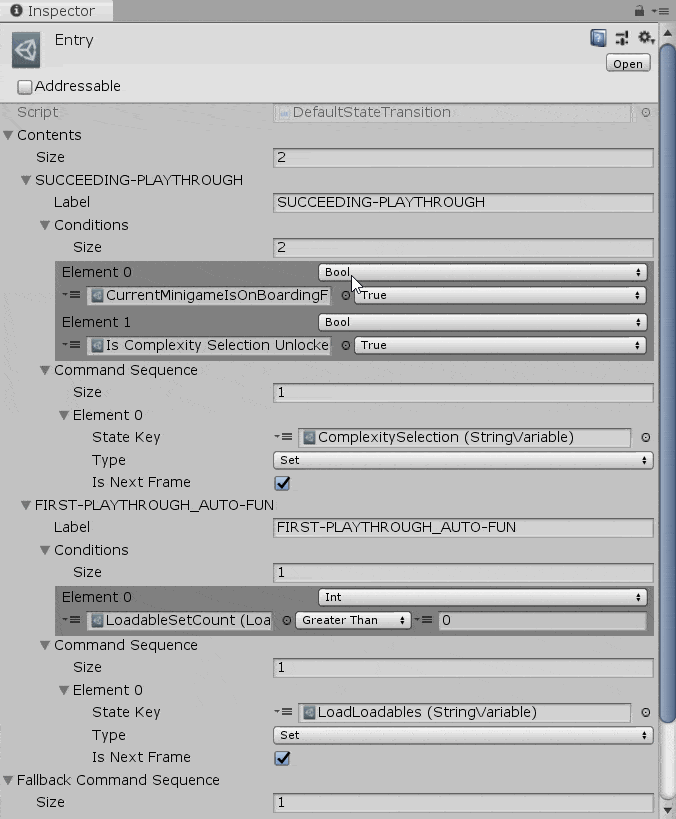 Inspector
Entry
Open
Addressable
Script DefaultStateTransition
Contents
Size 2
SUCCEEDING-PLAYTHROUGH
Label SUCCEEDING-PLAYTHROUGH
Conditions
Size 2
Element 0 Bool
CurrentMinigameIsOnBoardingF True
Element 1 Bool
Is Complexity Selection Unlocke True
Command Sequence
Size 1
Element 0
State Key ComplexitySelection (StringVariable)
Type Set
Is Next Frame
FIRST-PLAYTHROUGH_AUTO-FUN
Label FIRST-PLAYTHROUGH_AUTO-FUN
Conditions
Size 1
Element 0 Int
LoadableSetCount (Loa Greater Than 0
Command Sequence
Size 1
Element 0
State Key LoadLoadables (StringVariable)
Type Set
Is Next Frame
Fallback Command Sequence
Size 1